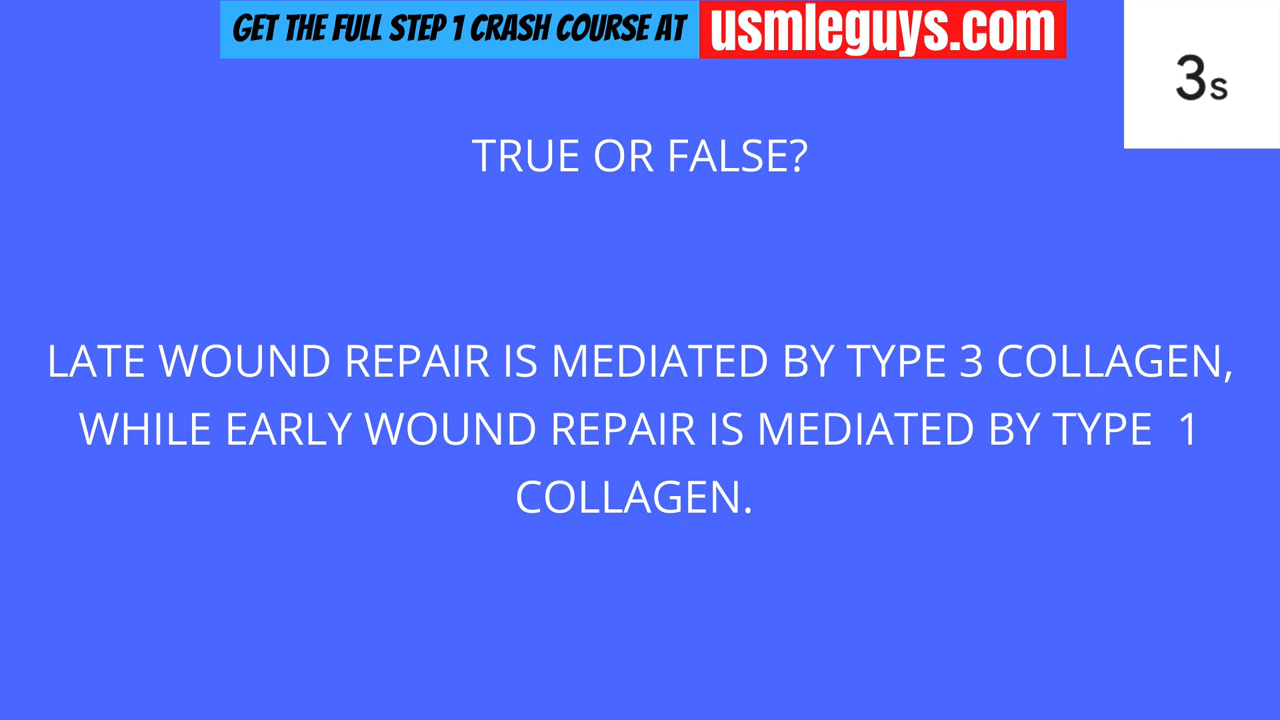 GET THE FULL STEP 1 CRASH COURSE AT usmleguys.com
3s
TRUE OR FALSE?
LATE WOUND REPAIR IS MEDIATED BY TYPE 3 COLLAGEN,
WHILE EARLY WOUND REPAIR IS MEDIATED BY TYPE 1
COLLAGEN.